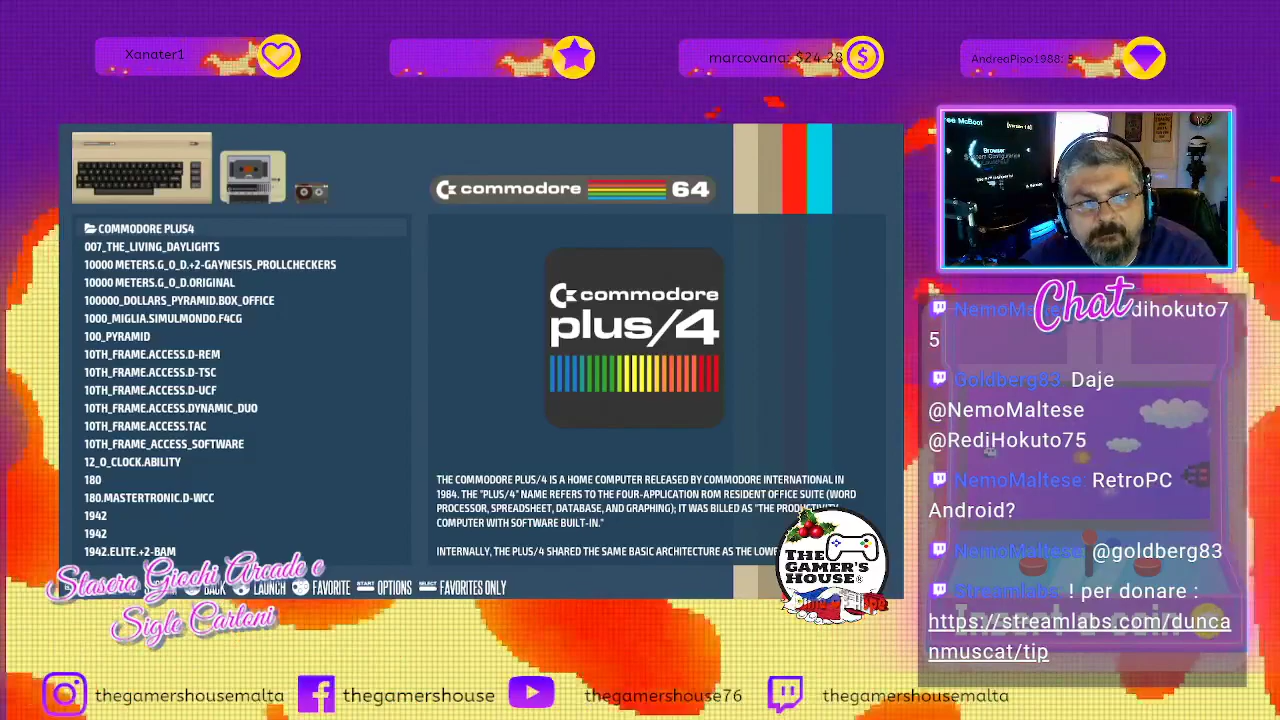 Xanater1
marcovana: $24.28
AndreaPipo1988: 5
Browser
commodore 64
COMMODORE PLUS4
007_THE_LIVING_DAYLIGHTS
10000 METERS.G_O_D.+2-GAYNESIS_PROLLCHECKERS
10000 METERS.G_O_D.ORIGINAL
100000_DOLLARS_PYRAMID.BOX_OFFICE
1000_MIGLIA.SIMULMONDO.F4CG
100_PYRAMID
10TH_FRAME.ACCESS.D-REM
10TH_FRAME.ACCESS.D-TSC
10TH_FRAME.ACCESS.D-UCF
10TH_FRAME.ACCESS.DYNAMIC_DUO
10TH_FRAME.ACCESS.TAC
10TH_FRAME_ACCESS_SOFTWARE
12_O_CLOCK.ABILITY
180
180.MASTERTRONIC.D-WCC
1942
1942
1942.ELITE.+2-BAM
commodore
plus/4
THE COMMODORE PLUS/4 IS A HOME COMPUTER RELEASED BY COMMODORE INTERNATIONAL IN
1984. THE "PLUS/4" NAME REFERS TO THE FOUR-APPLICATION ROM RESIDENT OFFICE SUITE (WORD
PROCESSOR, SPREADSHEET, DATABASE, AND GRAPHING); IT WAS BILLED AS "THE PRODUCTIVITY
COMPUTER WITH SOFTWARE BUILT-IN."
INTERNALLY, THE PLUS/4 SHARED THE SAME BASIC ARCHITECTURE AS THE LOWE
BACK LAUNCH FAVORITE START OPTIONS SELECT FAVORITES ONLY
Stasera Giochi Arcade e
Sigle Cartoni
THE
GAMER'S
HOUSE®
Chat
NemoMaltese dihokuto7
5
Goldberg83: Daje
@NemoMaltese
@RediHokuto75
NemoMaltese: RetroPC
Android?
NemoMaltese: @goldberg83
Streamlabs: ! per donare :
https://streamlabs.com/dunca
nmuscat/tip
thegamershousemalta
thegamershouse
thegamershouse76
thegamershousemalta